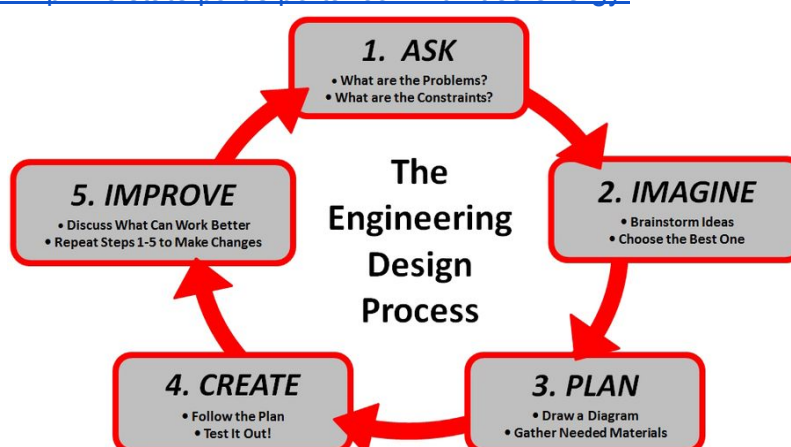 1. ASK
• What are the Problems?
• What are the Constraints?
2. IMAGINE
• Brainstorm Ideas
• Choose the Best One
3. PLAN
• Draw a Diagram
• Gather Needed Materials
4. CREATE
• Follow the Plan
• Test It Out!
5. IMPROVE
• Discuss What Can Work Better
• Repeat Steps 1-5 to Make Changes
The
Engineering
Design
Process